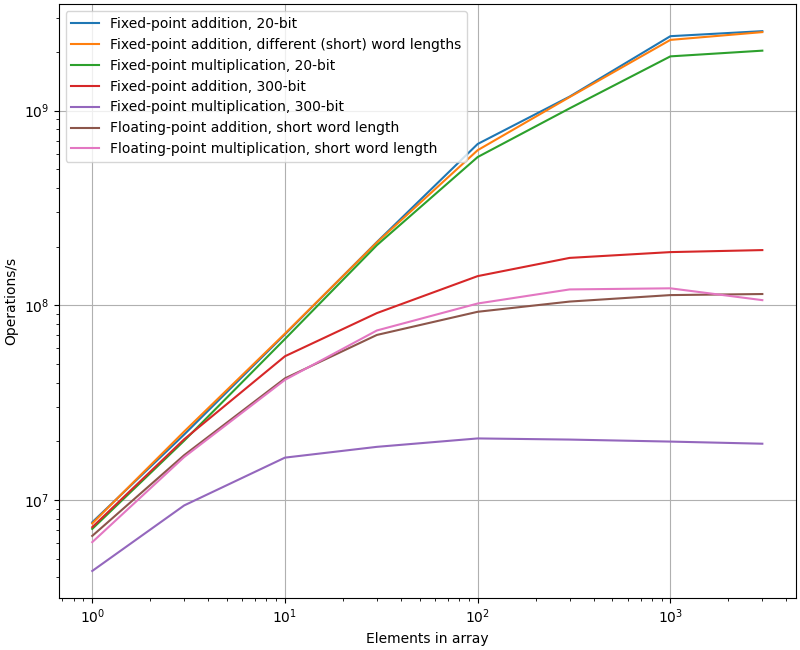 Fixed-point addition, 20-bit
Fixed-point addition, different (short) word lengths
Fixed-point multiplication, 20-bit
Fixed-point addition, 300-bit
Fixed-point multiplication, 300-bit
Floating-point addition, short word length
Floating-point multiplication, short word length
10⁹
10⁸
10⁷
Operations/s
10⁰ 10¹ 10² 10³
Elements in array